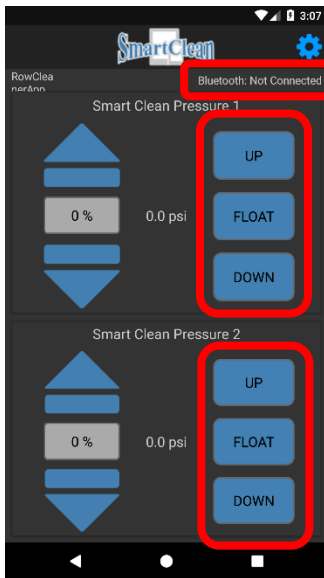 3:07
SmartClean
RowClea
nerApp
Bluetooth: Not Connected
Smart Clean Pressure 1
UP
0 %
0.0 psi
FLOAT
DOWN
Smart Clean Pressure 2
UP
0 %
0.0 psi
FLOAT
DOWN